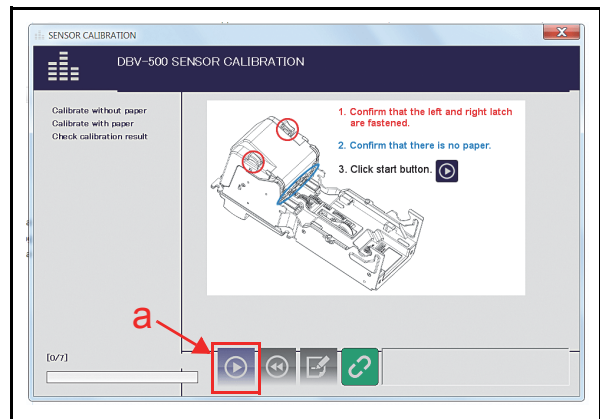 SENSOR CALIBRATION
DBV-500 SENSOR CALIBRATION
Calibrate without paper
Calibrate with paper
Check calibration result
1. Confirm that the left and right latch
are fastened.
2. Confirm that there is no paper.
3. Click start button.
a
[0/7]